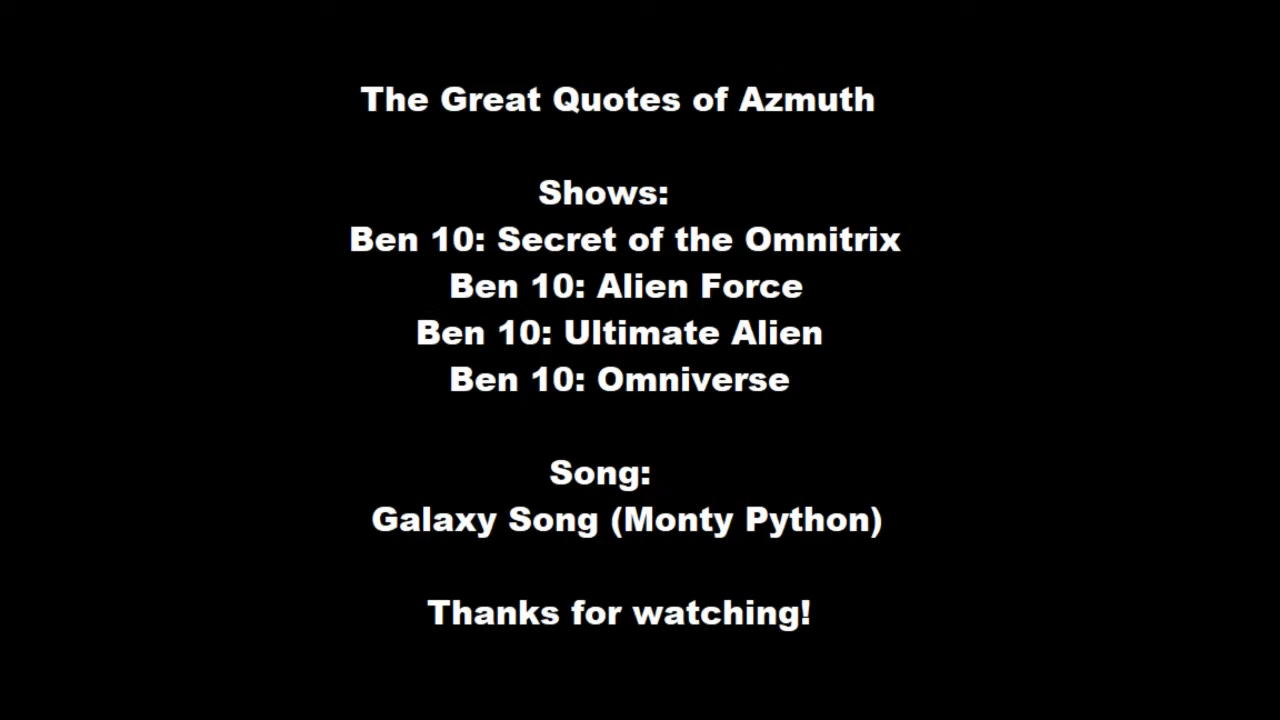 The Great Quotes of Azmuth
Shows:
Ben 10: Secret of the Omnitrix
Ben 10: Alien Force
Ben 10: Ultimate Alien
Ben 10: Omniverse
Song:
Galaxy Song (Monty Python)
Thanks for watching!